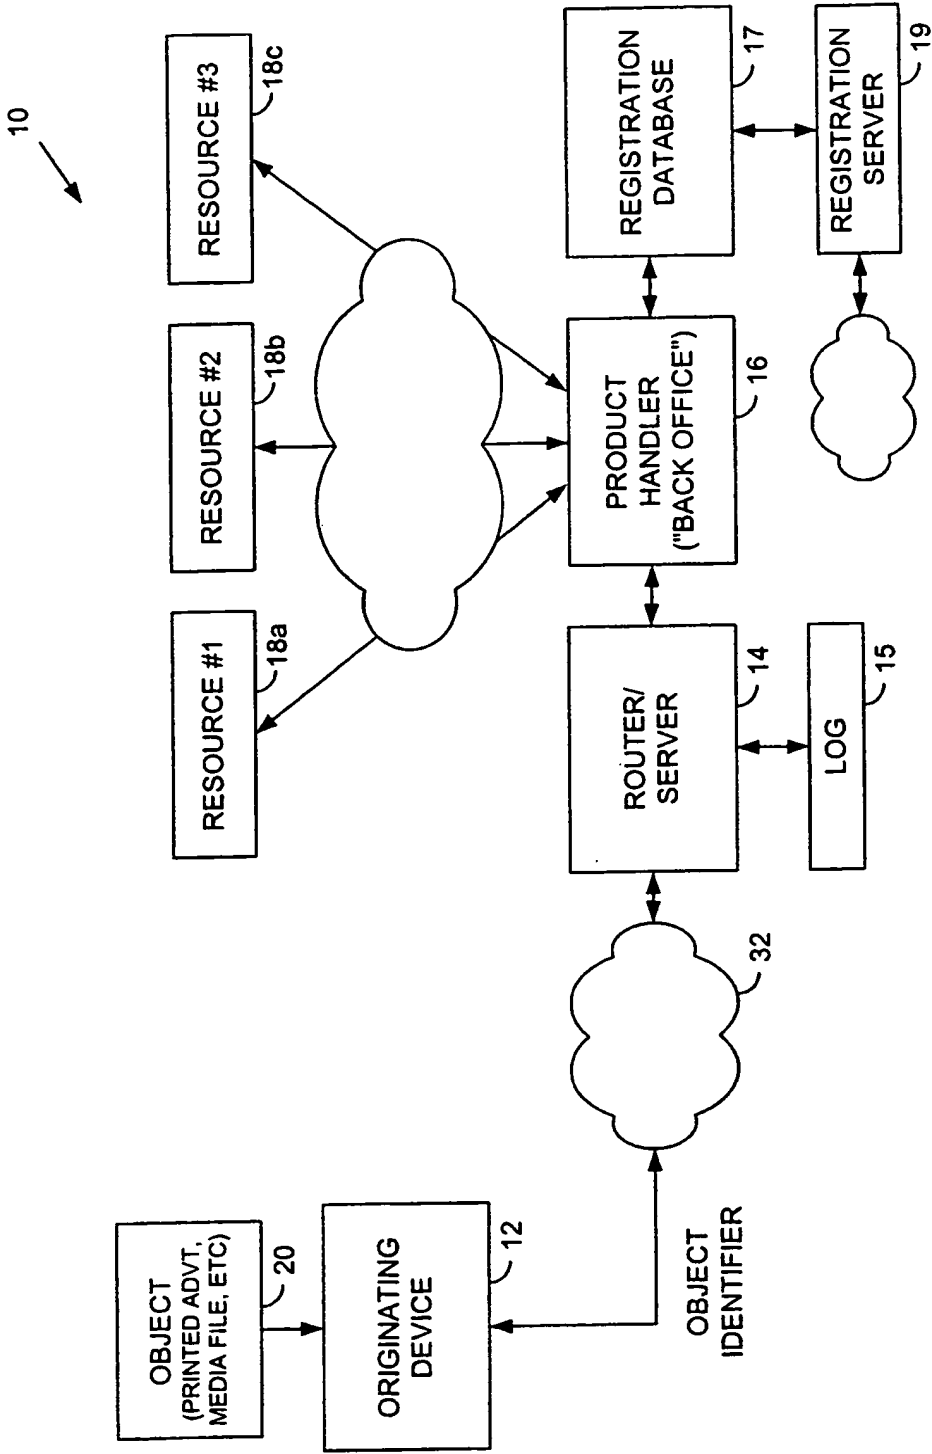 10
RESOURCE #1
18a
RESOURCE #2
18b
RESOURCE #3
18c
OBJECT
(PRINTED ADVT,
MEDIA FILE, ETC)
20
ORIGINATING
DEVICE
12
OBJECT
IDENTIFIER
32
ROUTER/
SERVER
14
LOG
15
PRODUCT
HANDLER
("BACK OFFICE")
16
REGISTRATION
DATABASE
17
REGISTRATION
SERVER
19